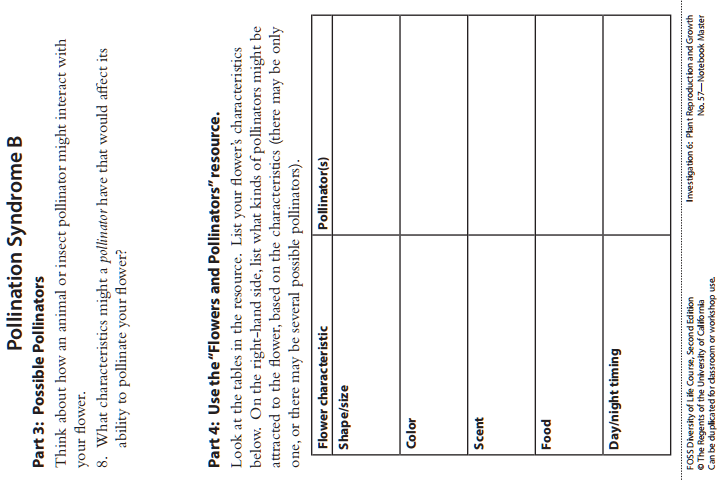 Pollination Syndrome B
Part 3: Possible Pollinators
Think about how an animal or insect pollinator might interact with
your flower.
8. What characteristics might a pollinator have that would affect its
ability to pollinate your flower?
Part 4: Use the "Flowers and Pollinators" resource.
Look at the tables in the resource. List your flower's characteristics
below. On the right-hand side, list what kinds of pollinators might be
attracted to the flower, based on the characteristics (there may be only
one, or there may be several possible pollinators).
Flower characteristic Pollinator(s)
Shape/size
Color
Scent
Food
Day/night timing
FOSS Diversity of Life Course, Second Edition
© The Regents of the University of California
Can be duplicated for classroom or workshop use.
Investigation 6: Plant Reproduction and Growth
No. 57—Notebook Master